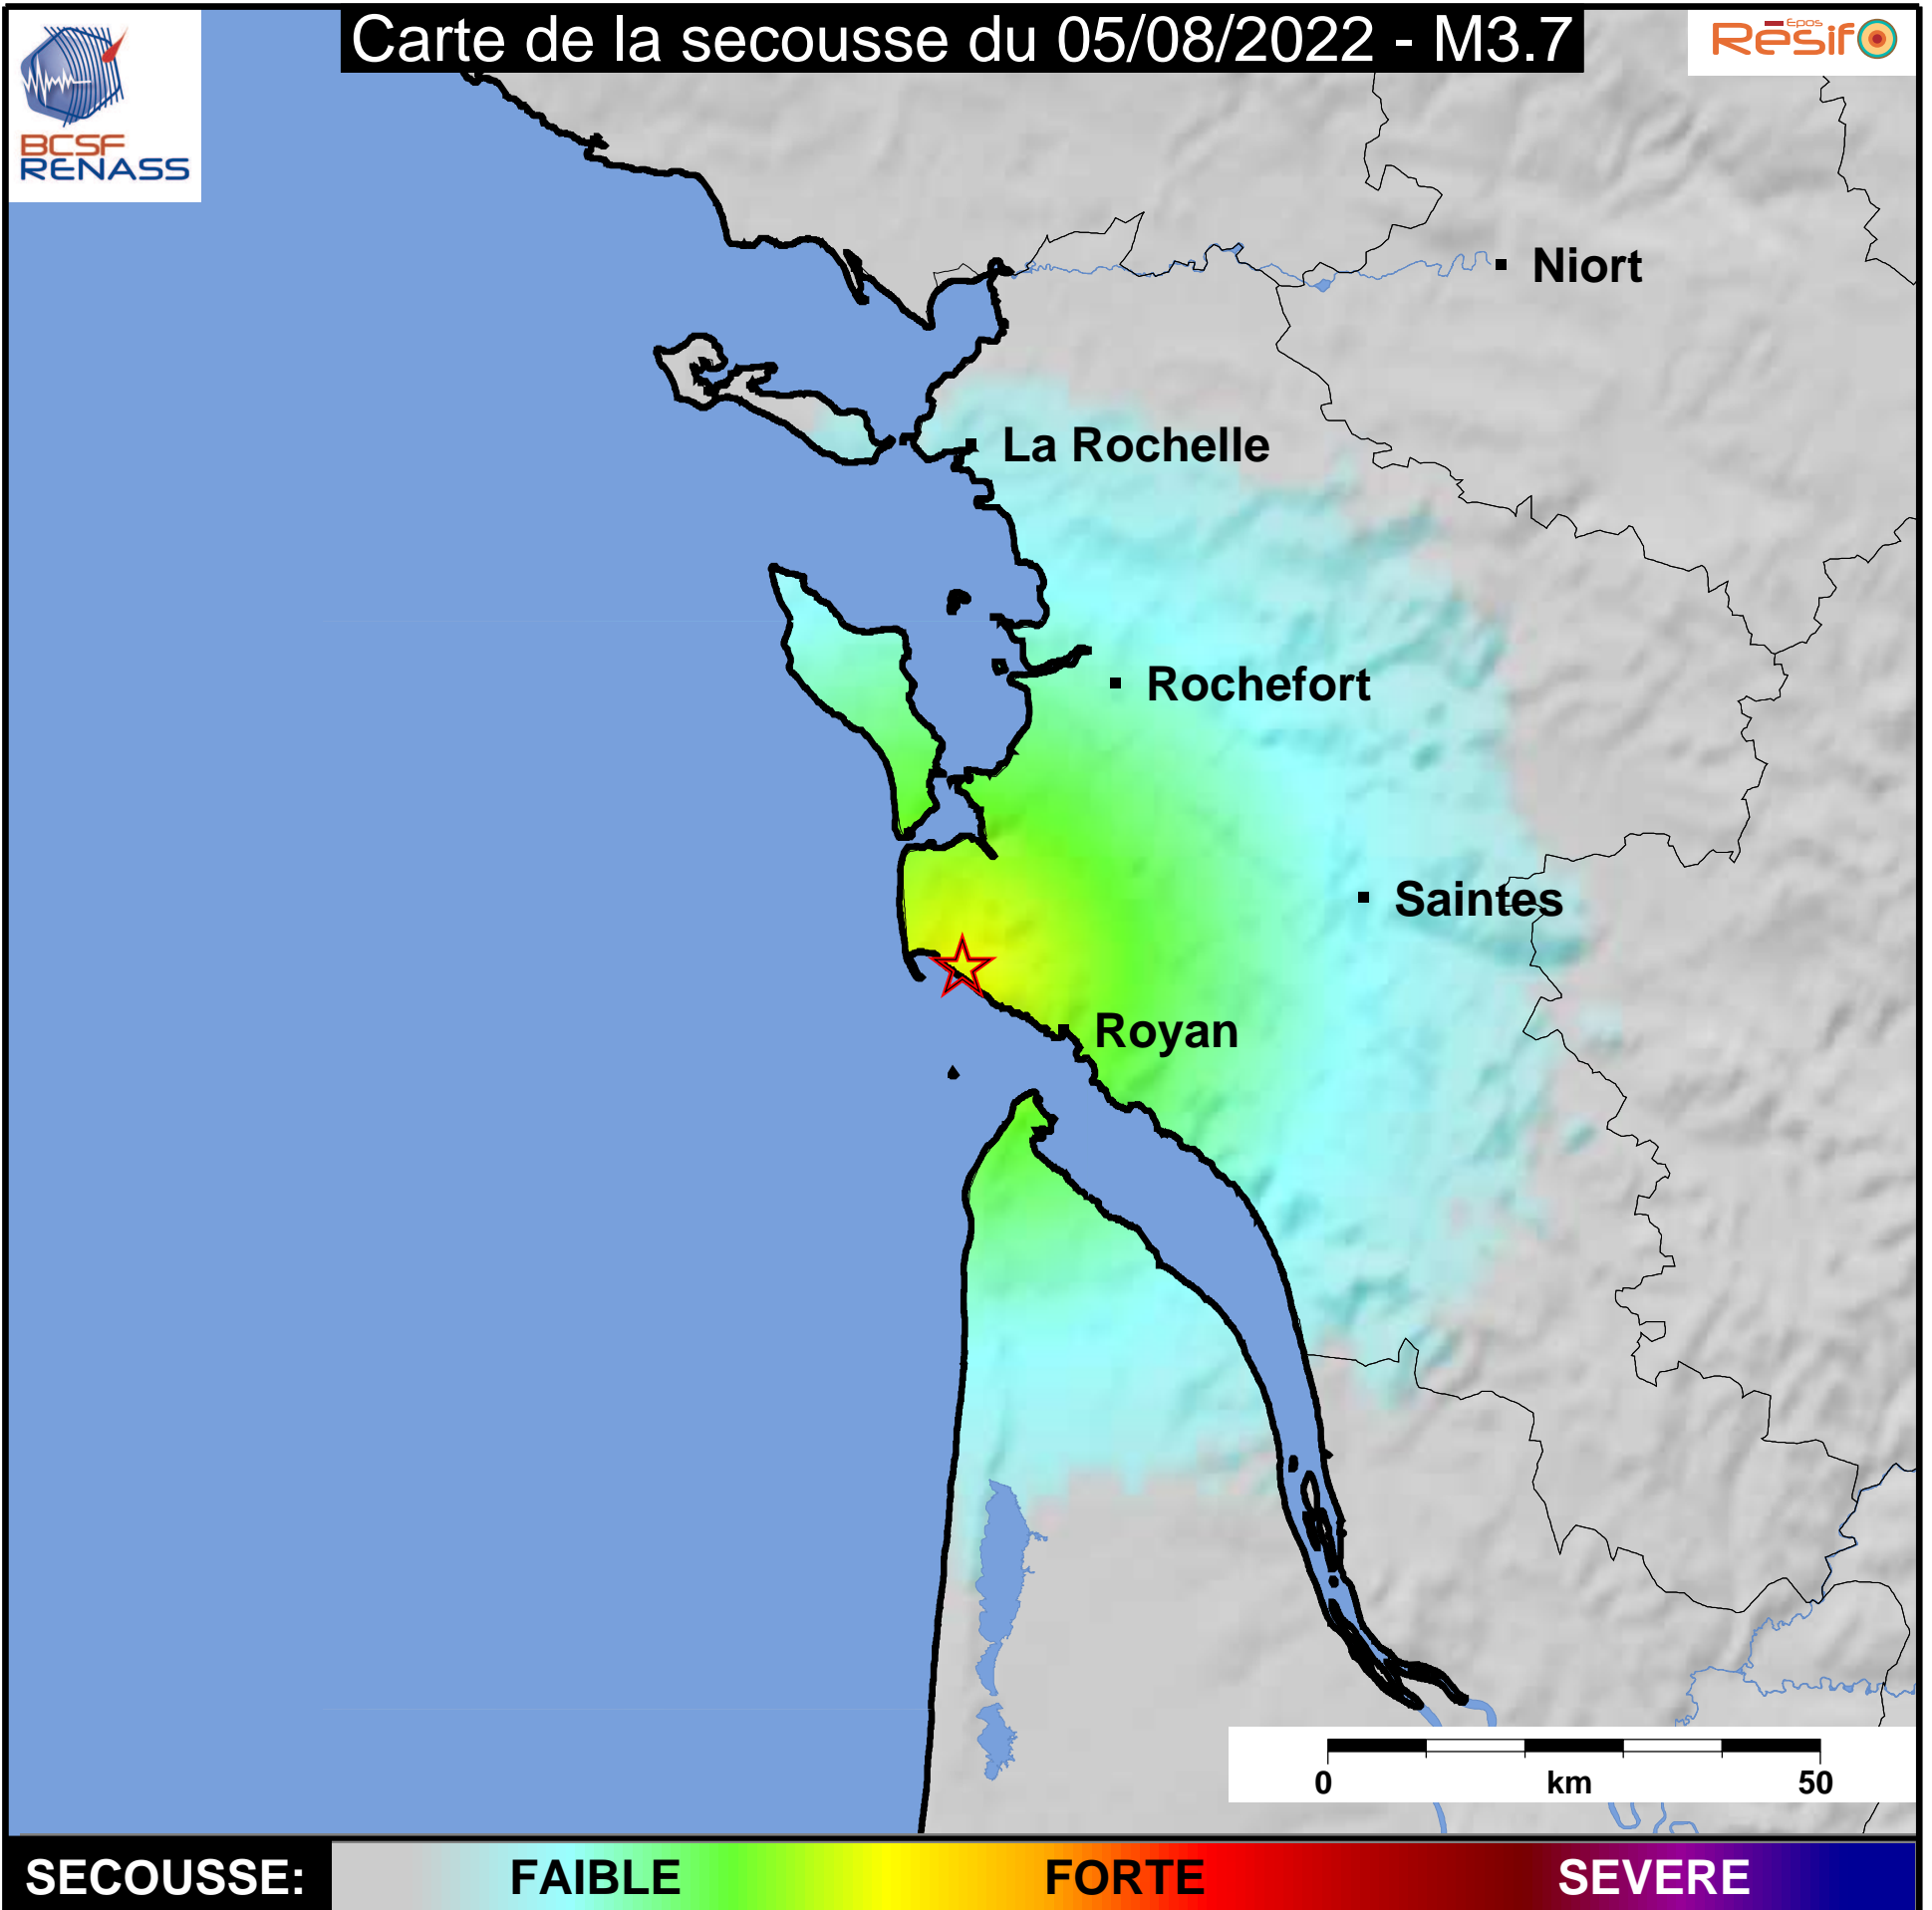 Carte de la secousse du 05/08/2022 - M3.7
BCSF
RENASS
Epos
Rēsif
Niort
La Rochelle
Rochefort
Saintes
Royan
0 km 50
SECOUSSE: FAIBLE FORTE SEVERE